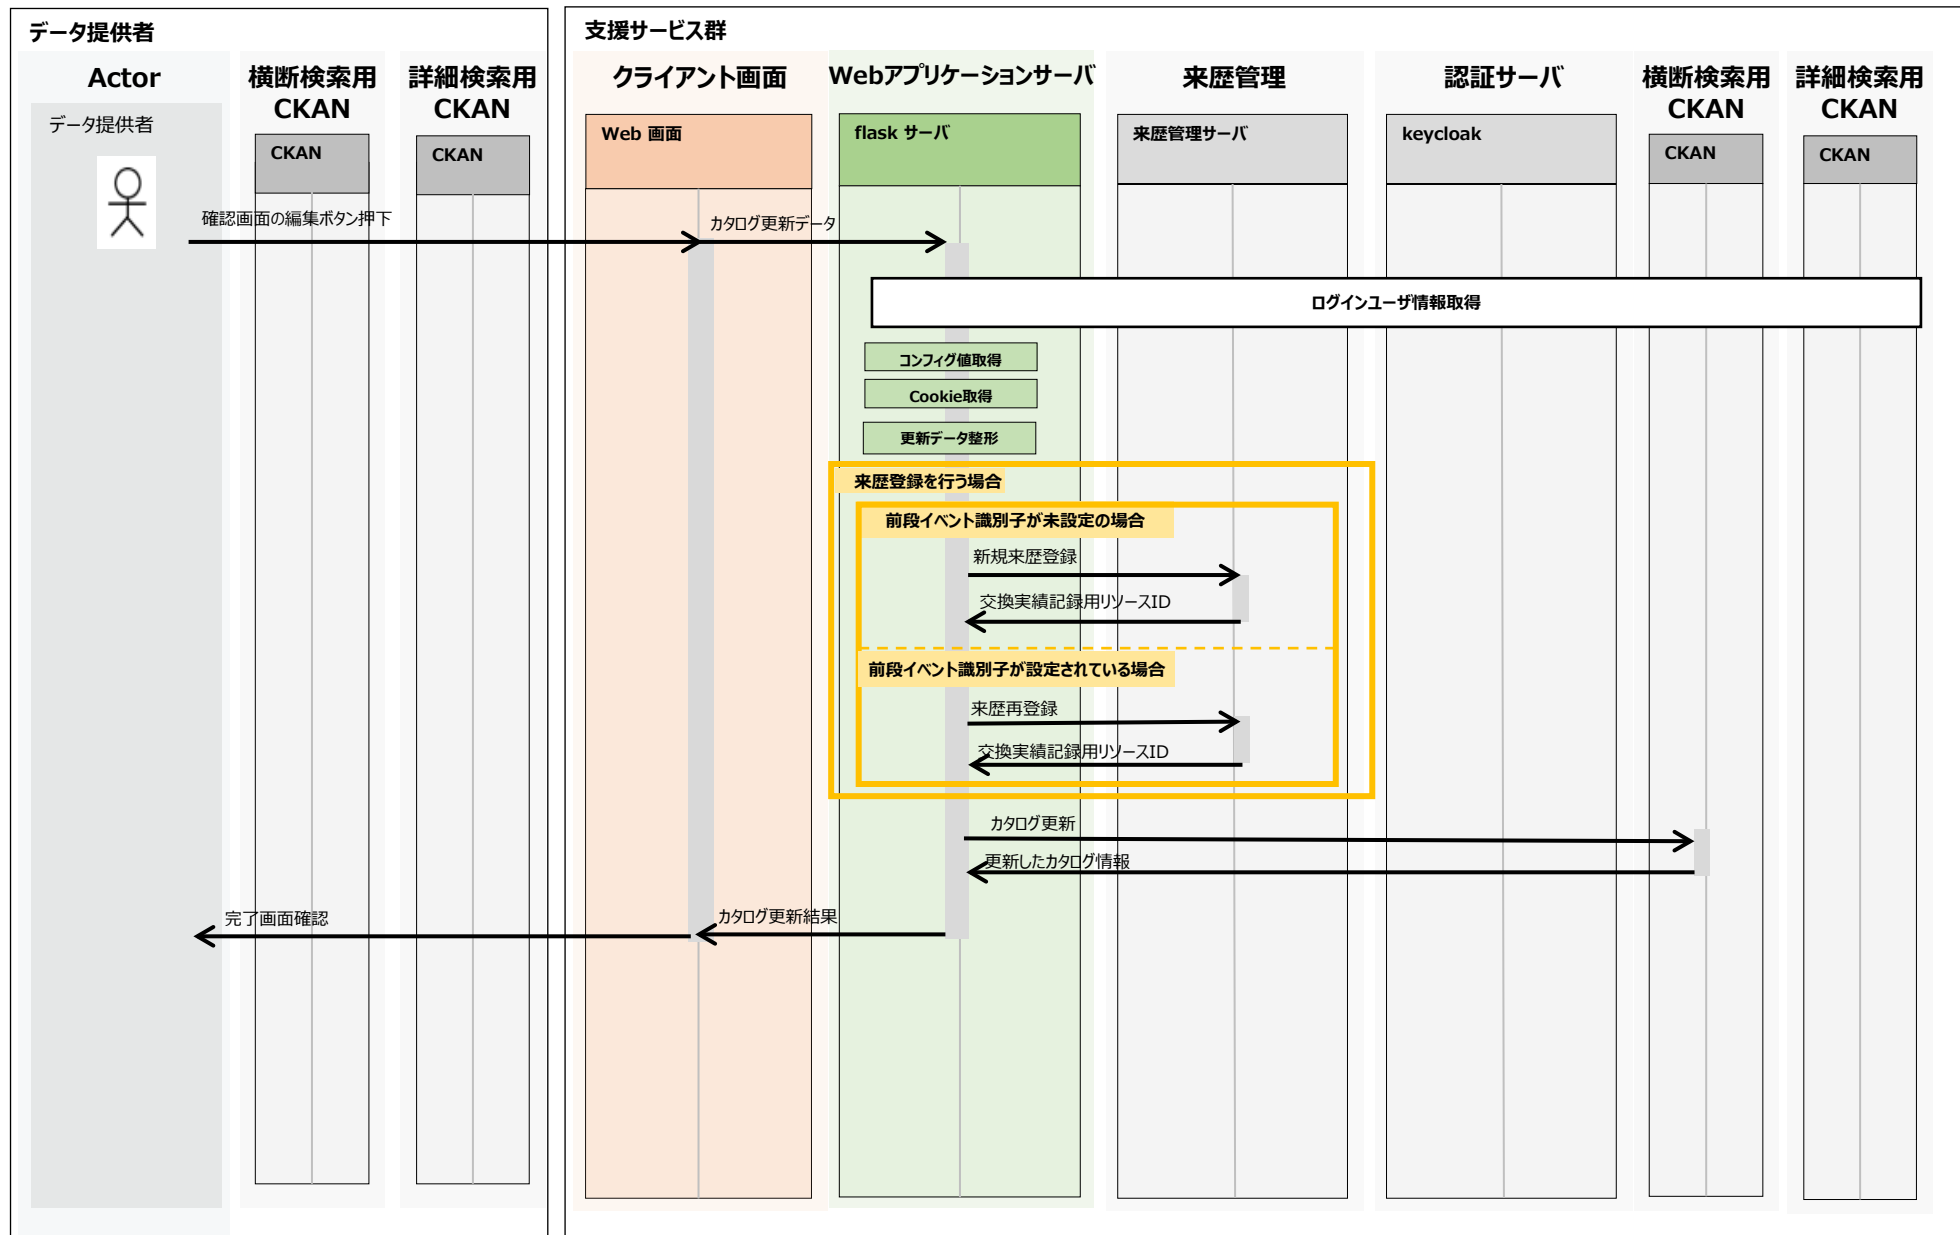 データ提供者
支援サービス群
Actor
横断検索用
CKAN
詳細検索用
CKAN
クライアント画面
Webアプリケーションサーバ
来歴管理
認証サーバ
横断検索用
CKAN
詳細検索用
CKAN
データ提供者
CKAN
CKAN
Web 画面
flask サーバ
来歴管理サーバ
keycloak
CKAN
CKAN
確認画面の編集ボタン押下
カタログ更新データ
ログインユーザ情報取得
コンフィグ値取得
Cookie取得
更新データ整形
来歴登録を行う場合
前段イベント識別子が未設定の場合
新規来歴登録
交換実績記録用リソースID
前段イベント識別子が設定されている場合
来歴再登録
交換実績記録用リソースID
カタログ更新
更新したカタログ情報
カタログ更新結果
完了画面確認